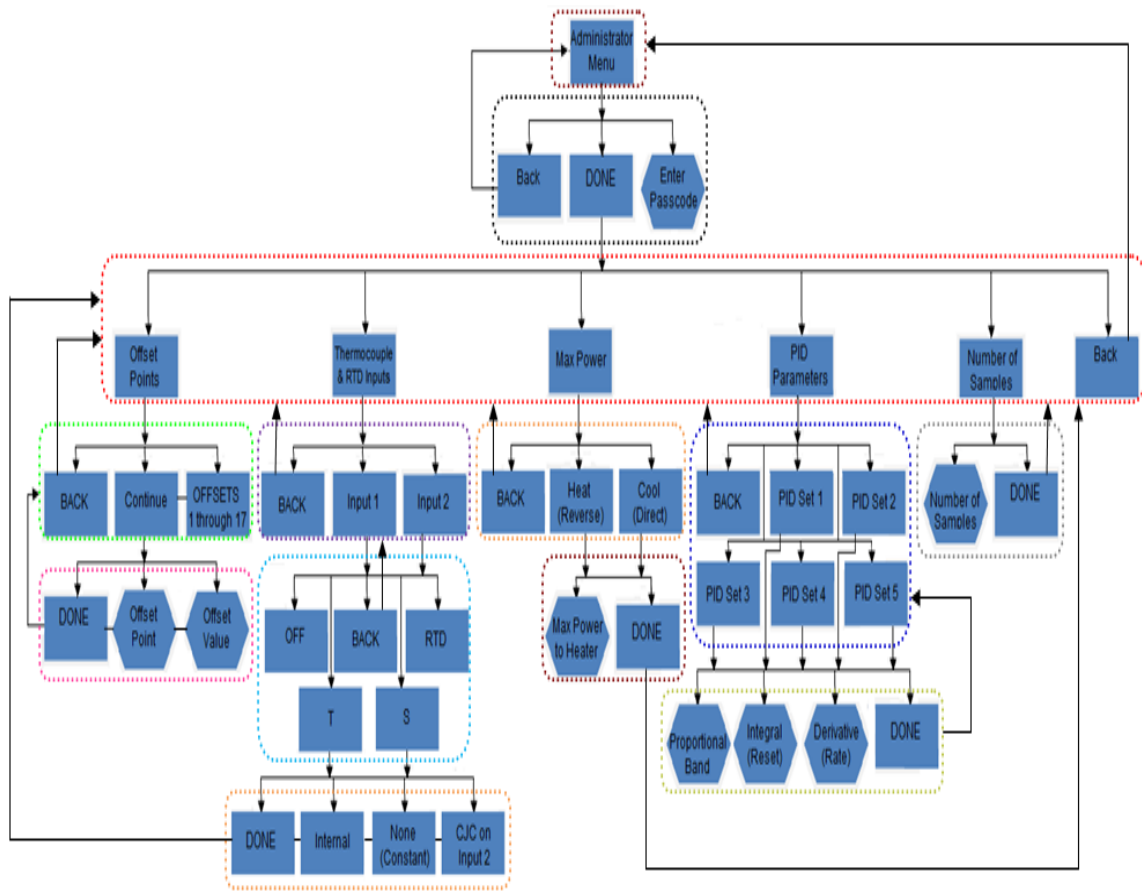 Administrator
Menu
Back
DONE
Enter
Passcode
Offset
Points
Thermocouple
& RTD Inputs
Max Power
PID
Parameters
Number of
Samples
Back
BACK
Continue
OFFSETS
1 through 17
BACK
Input 1
Input 2
BACK
Heat
(Reverse)
Cool
(Direct)
BACK
PID Set 1
PID Set 2
Number of
Samples
DONE
PID Set 3
PID Set 4
PID Set 5
DONE
Offset
Point
Offset
Value
OFF
BACK
RTD
Max Power
to Heater
DONE
T
S
Proportional
Band
Integral
(Reset)
Derivative
(Rate)
DONE
DONE
Internal
None
(Constant)
CJC on
Input 2